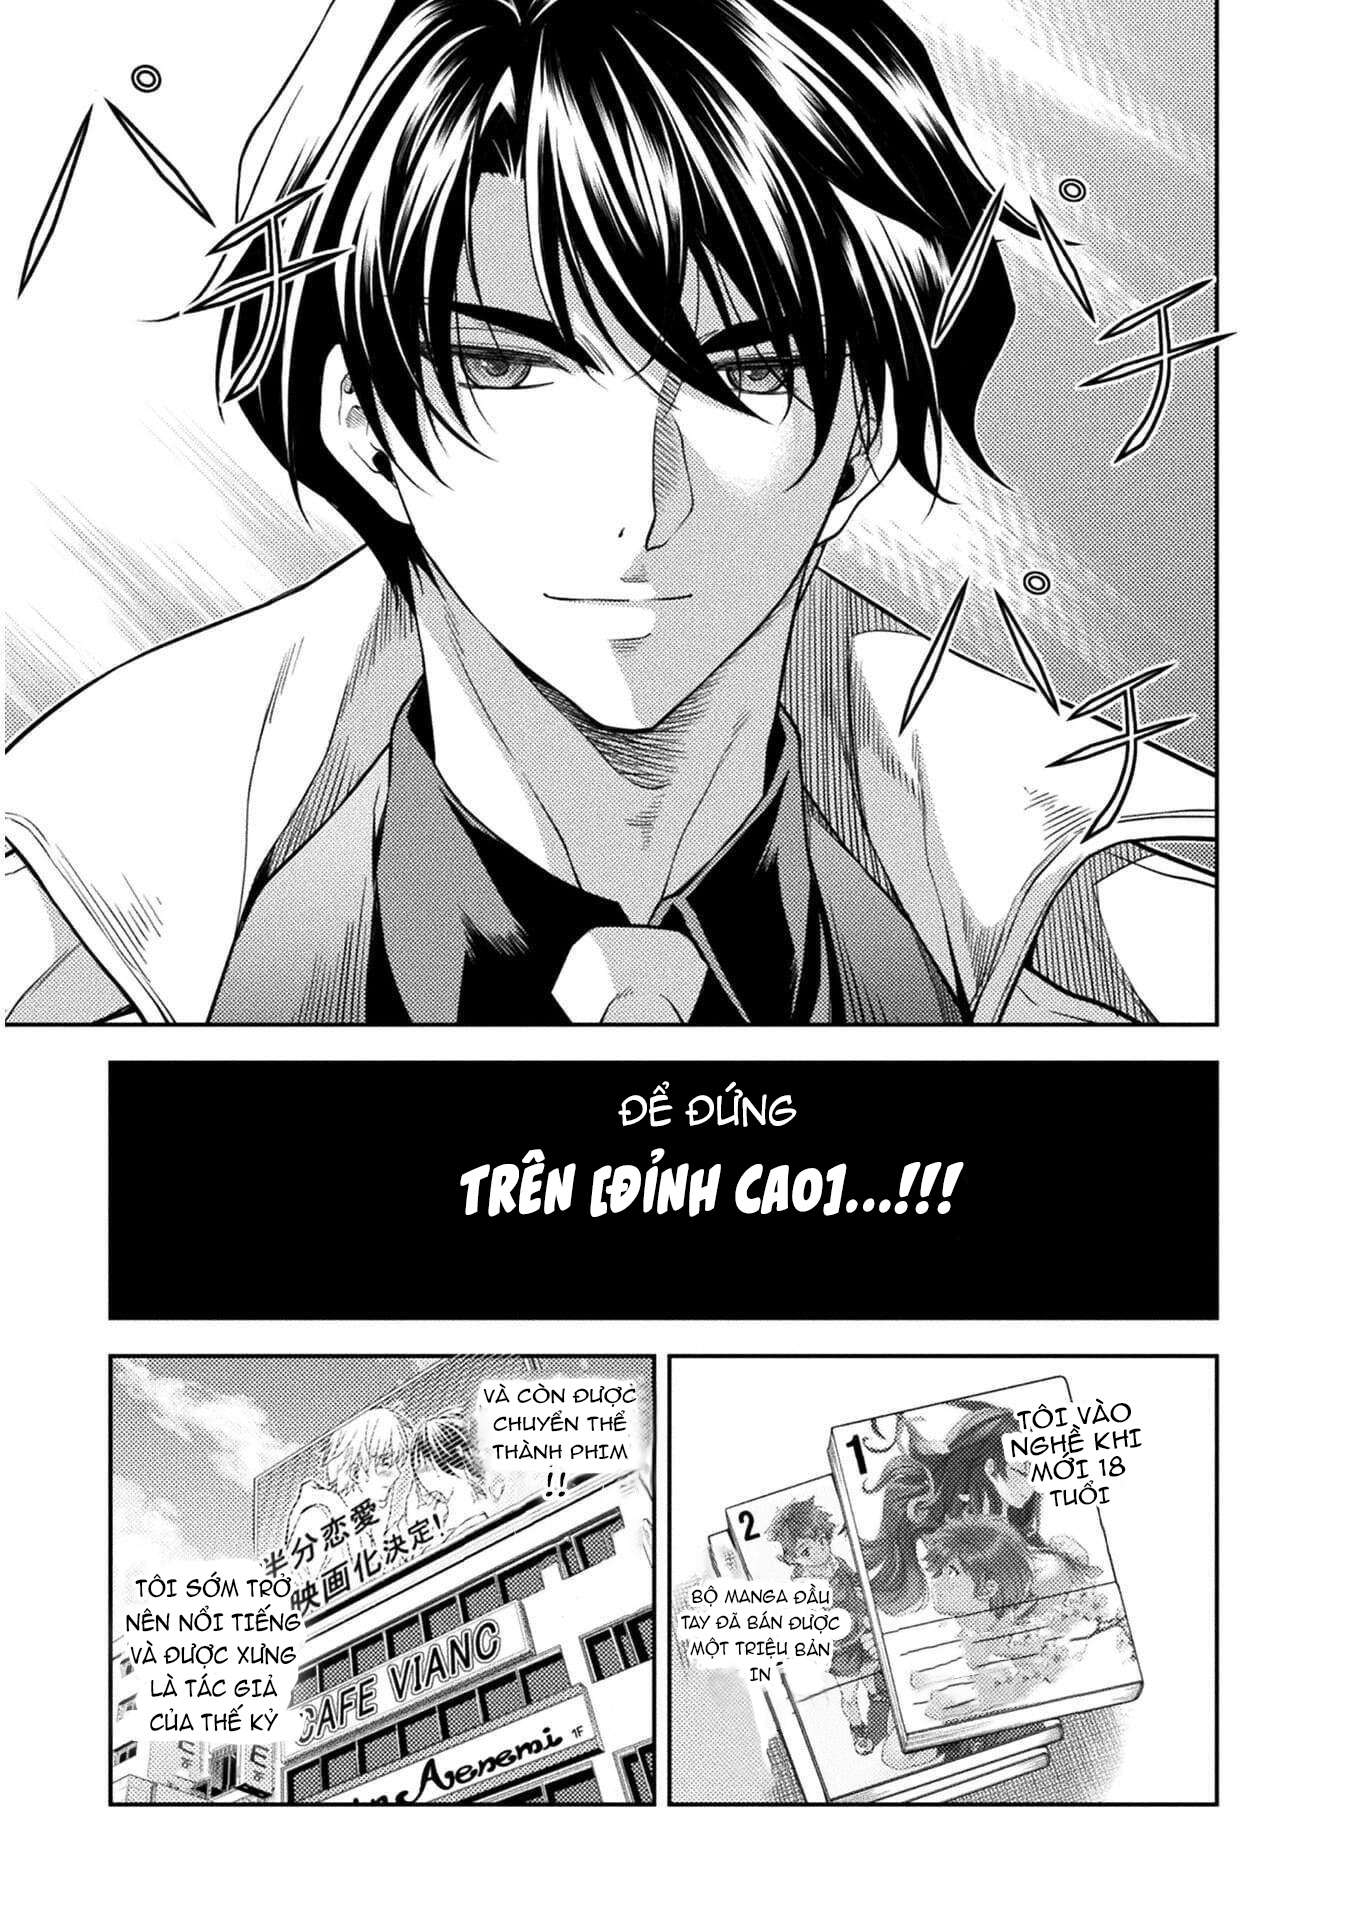 パチ
パチ
パチ
ĐỂ ĐỨNG
TRÊN [ĐỈNH CAO]...!!!
TÔI VÀO
NGHỀ KHI
MỚI 18
TUỔI
1
2
BỘ MANGA ĐẦU
TAY ĐÃ BÁN ĐƯỢC
MỘT TRIỆU BẢN
IN
VÀ CÒN ĐƯỢC
CHUYỂN THỂ
THÀNH PHIM
!!
半分恋愛
映画化決定!
TÔI SỚM TRỞ
NÊN NỔI TIẾNG
VÀ ĐƯỢC XƯNG
LÀ TÁC GIẢ
CỦA THẾ KỶ
CAFE VIANC
Aenemi
1F
E
E